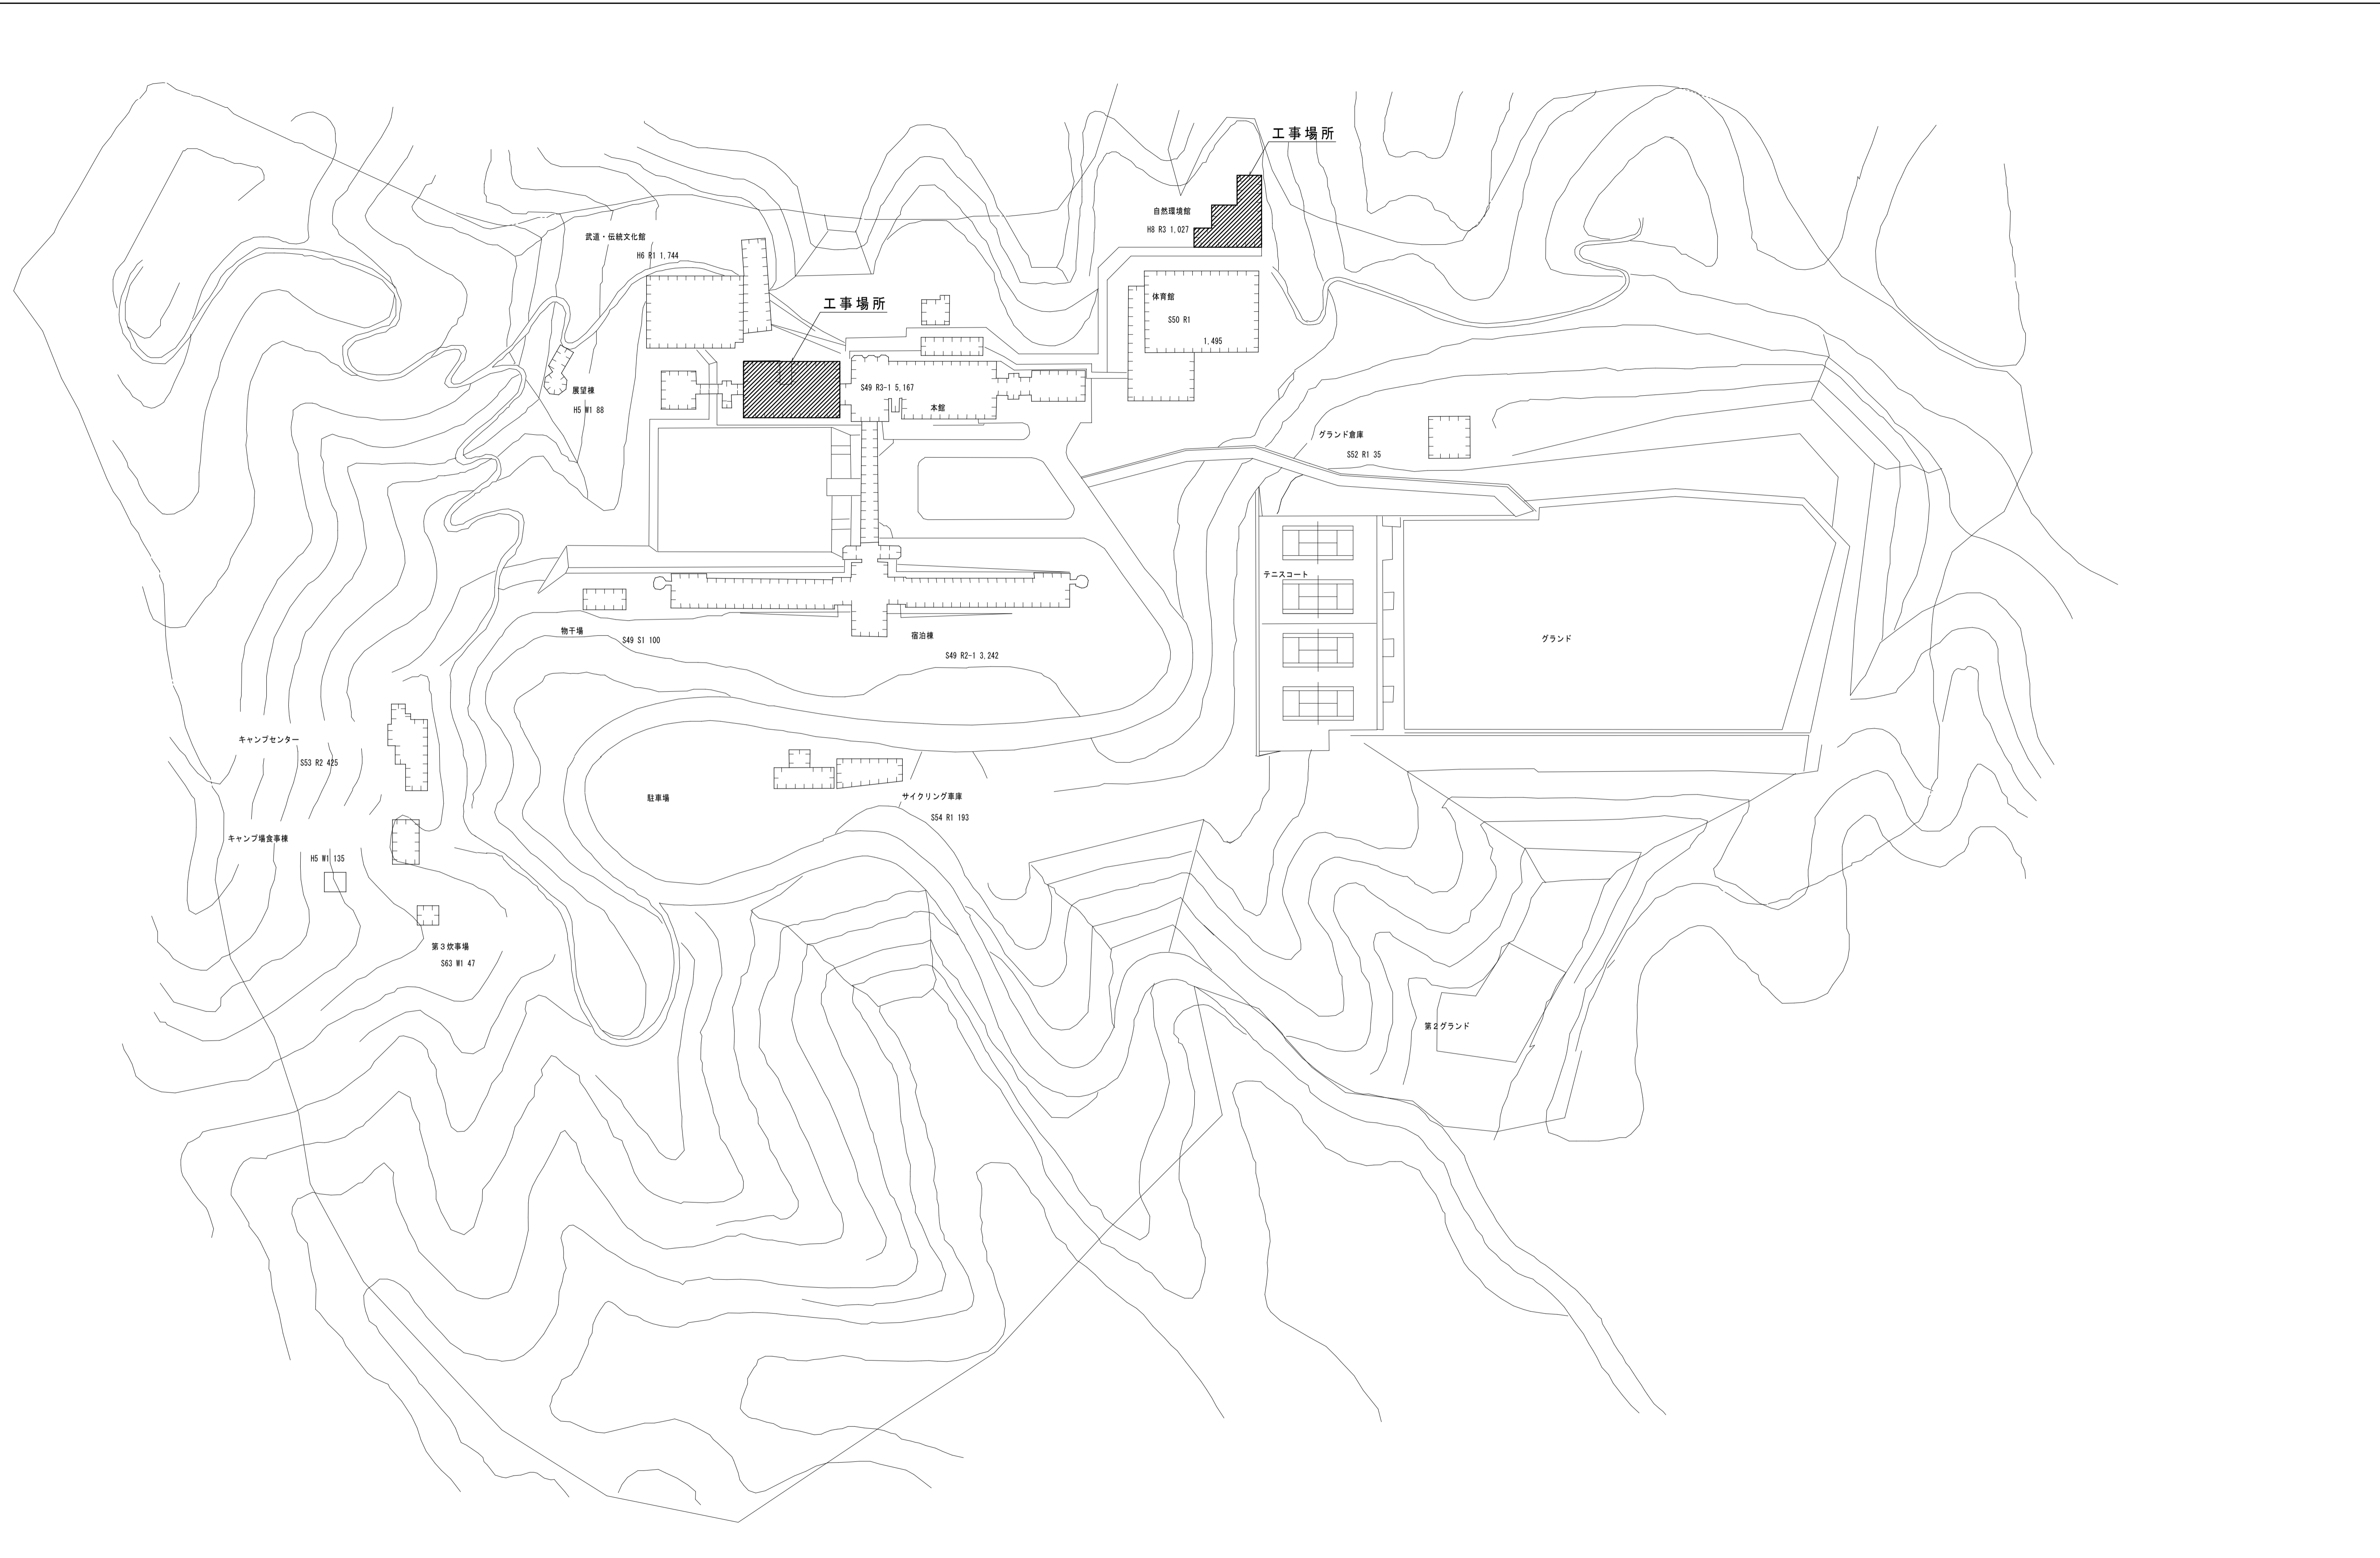 工事場所
自然環境館
H8 R3 1,027
武道・伝統文化館
H6 R1 1,744
工事場所
体育館
S50 R1
1,495
展望棟
H5 W1 88
S49 R3-1 5,167
本館
グランド倉庫
S52 R1 35
テニスコート
物干場
S49 S1 100
宿泊棟
S49 R2-1 3,242
グランド
キャンプセンター
S53 R2 425
駐車場
サイクリング車庫
S54 R1 193
キャンプ場食事棟
H5 W1 135
第3炊事場
S63 W1 47
第2グランド